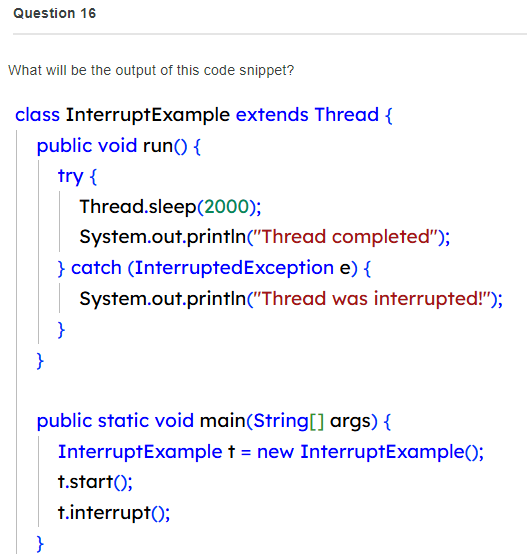 Question 16
What will be the output of this code snippet?
class InterruptExample extends Thread {
public void run() {
try {
Thread.sleep(2000);
System.out.println("Thread completed");
} catch (InterruptedException e) {
System.out.println("Thread was interrupted!");
}
}
public static void main(String[] args) {
InterruptExample t = new InterruptExample();
t.start();
t.interrupt();
}